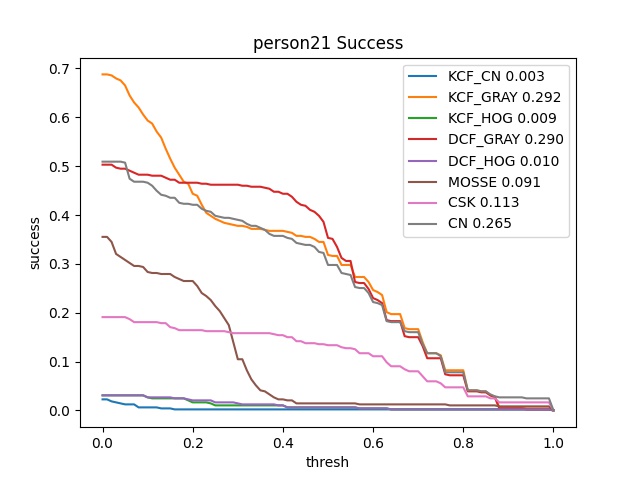 person21 Success
0.7
0.6
0.5
0.4
0.3
0.2
0.1
0.0
success
KCF_CN 0.003
KCF_GRAY 0.292
KCF_HOG 0.009
DCF_GRAY 0.290
DCF_HOG 0.010
MOSSE 0.091
CSK 0.113
CN 0.265
0.0 0.2 0.4 0.6 0.8 1.0
thresh